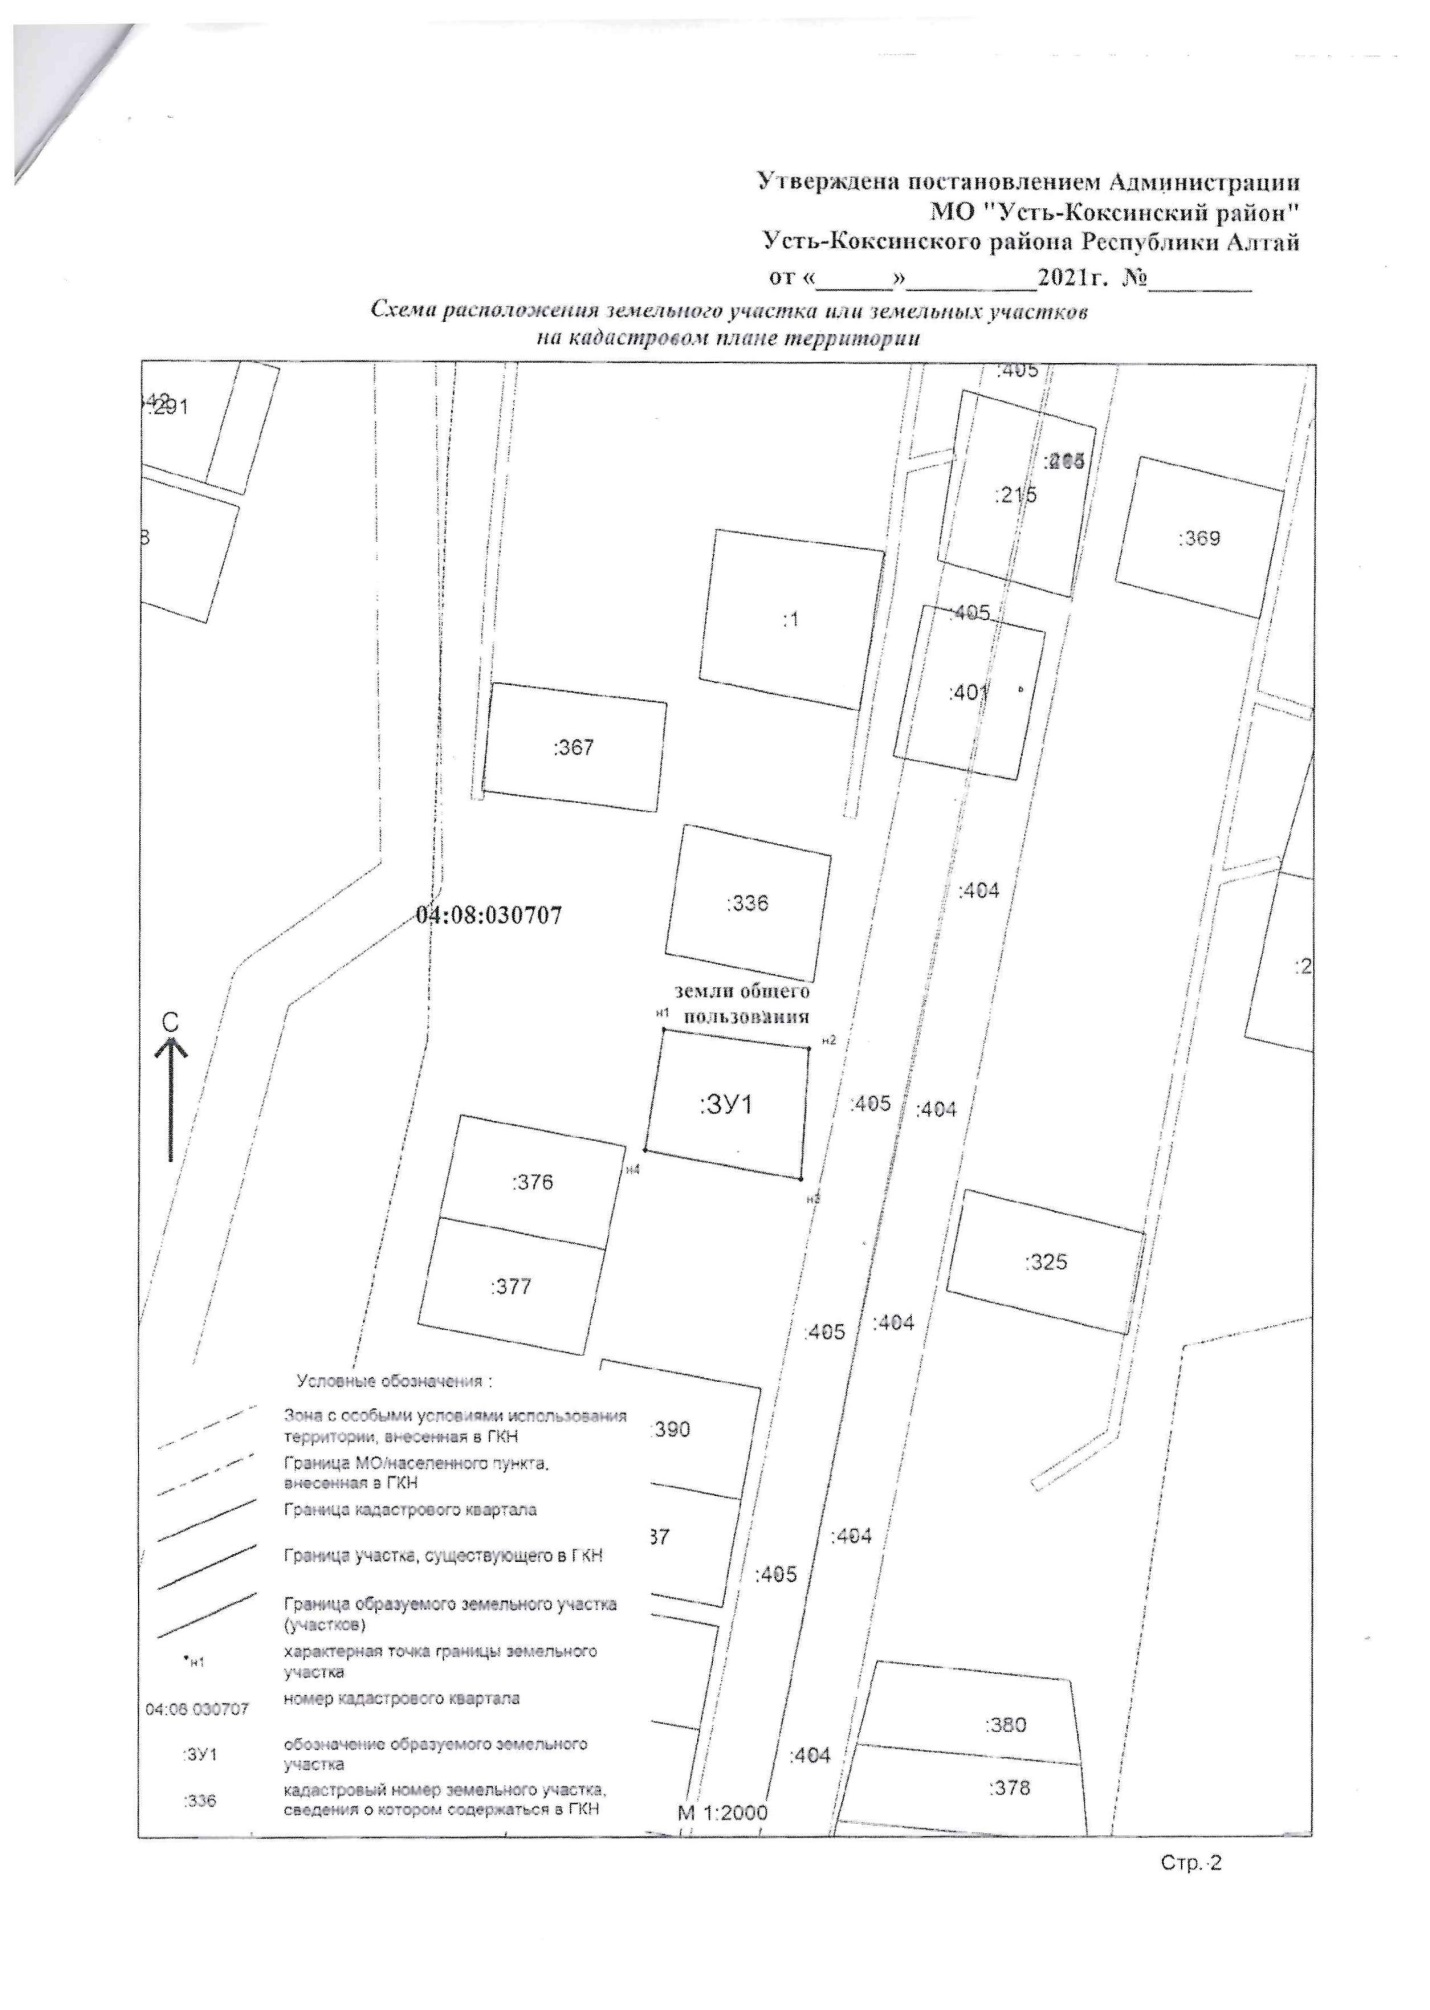 Утверждена постановлением Администрации
МО "Усть-Коксинский район"
Усть-Коксинского района Республики Алтай
от «______»__________2021г. №________
Схема расположения земельного участка или земельных участков
на кадастровом плане территории
:405
:291
:215
:369
:1
:405
:401
:367
:404
:336
04:08:030707
:2
земли общего
пользования
С
н1
н2
:ЗУ1
:405
:404
н4
:376
н3
:325
:377
:405
:404
Условные обозначения :
Зона с особыми условиями использования
территории, внесенная в ГКН
:390
Граница МО/населенного пункта,
внесенная в ГКН
Граница кадастрового квартала
37
:404
Граница участка, существующего в ГКН
:405
Граница образуемого земельного участка
(участков)
н1
характерная точка границы земельного
участка
04:08 030707
номер кадастрового квартала
:380
:ЗУ1
обозначение образуемого земельного
участка
:404
:378
:336
кадастровый номер земельного участка,
сведения о котором содержаться в ГКН
М 1:2000
Стр. 2